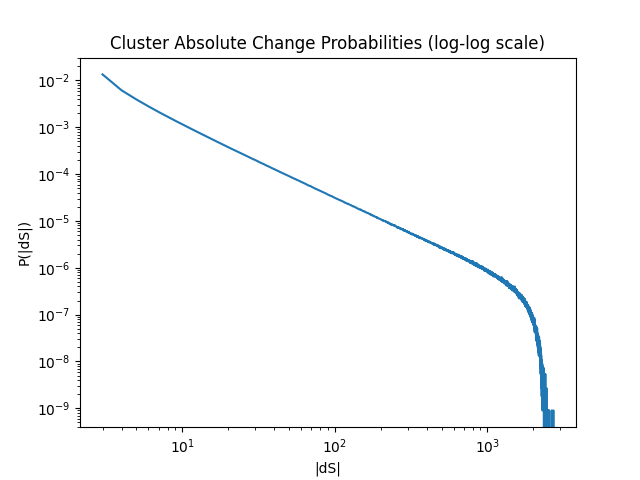 Cluster Absolute Change Probabilities (log-log scale)
10⁻²
10⁻³
10⁻⁴
10⁻⁵
10⁻⁶
10⁻⁷
10⁻⁸
10⁻⁹
P(|dS|)
10¹ 10² 10³
|dS|